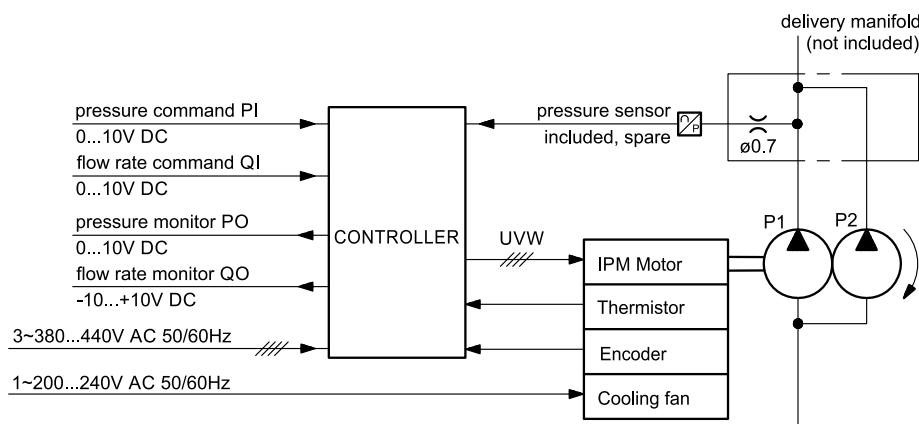 delivery manifold
(not included)
pressure command PI
0...10V DC
flow rate command QI
0...10V DC
pressure monitor PO
0...10V DC
flow rate monitor QO
-10...+10V DC
3~380...440V AC 50/60Hz
1~200...240V AC 50/60Hz
CONTROLLER
pressure sensor
included, spare
P
ø0.7
UVW
IPM Motor
Thermistor
Encoder
Cooling fan
P1
P2